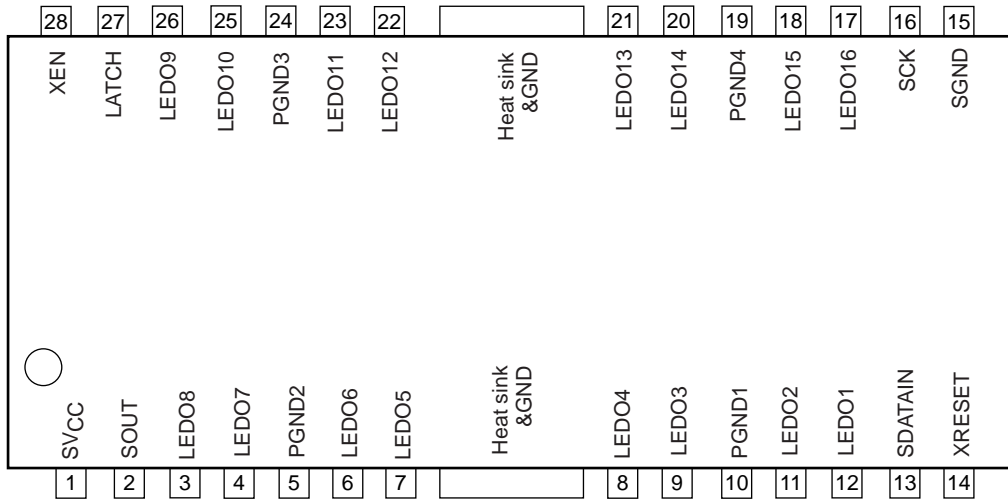 28 27 26 25 24 23 22 21 20 19 18 17 16 15
XEN
LATCH
LEDO9
LEDO10
PGND3
LEDO11
LEDO12
Heat sink
&GND
LEDO13
LEDO14
PGND4
LEDO15
LEDO16
SCK
SGND
SVCC
SOUT
LEDO8
LEDO7
PGND2
LEDO6
LEDO5
Heat sink
&GND
LEDO4
LEDO3
PGND1
LEDO2
LEDO1
SDATAIN
XRESET
1 2 3 4 5 6 7 8 9 10 11 12 13 14